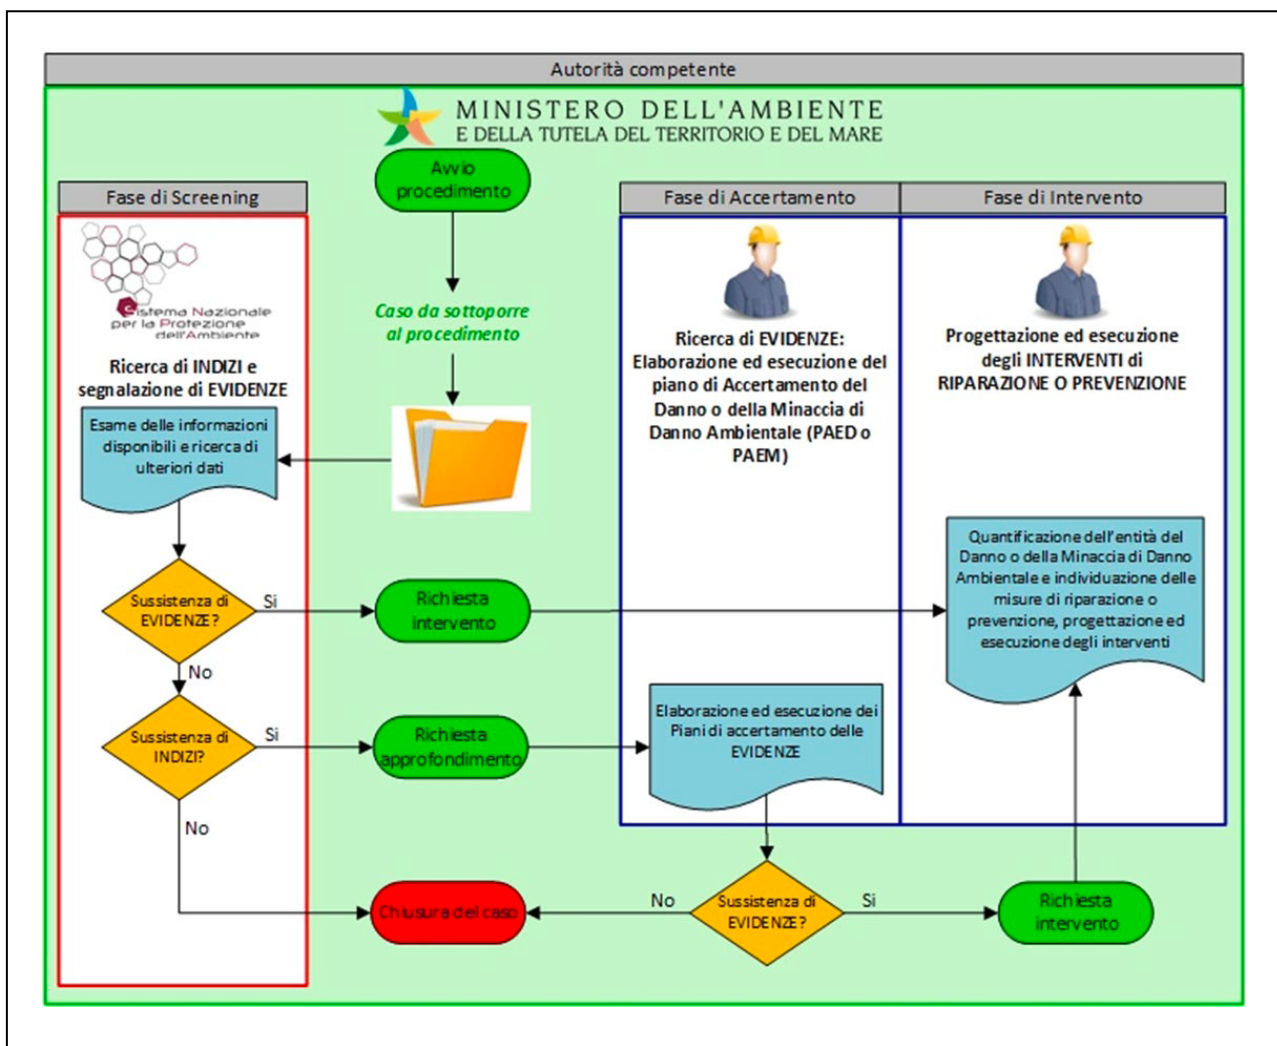 Autorità competente
MINISTERO DELL'AMBIENTE
E DELLA TUTELA DEL TERRITORIO E DEL MARE
Avvio
procedimento
Caso da sottoporre
al procedimento
Fase di Screening
Sistema Nazionale
per la Protezione
dell'Ambiente
Ricerca di INDIZI e
segnalazione di EVIDENZE
Esame delle informazioni
disponibili e ricerca di
ulteriori dati
Sussistenza di
EVIDENZE?
Si
Richiesta
intervento
No
Sussistenza di
INDIZI?
Si
Richiesta
approfondimento
No
Chiusura del caso
Fase di Accertamento
Ricerca di EVIDENZE:
Elaborazione ed esecuzione del
piano di Accertamento del
Danno o della Minaccia di
Danno Ambientale (PAED o
PAEM)
Elaborazione ed esecuzione dei
Piani di accertamento delle
EVIDENZE
No
Sussistenza di
EVIDENZE?
Si
Richiesta
intervento
Fase di Intervento
Progettazione ed esecuzione
degli INTERVENTI di
RIPARAZIONE O PREVENZIONE
Quantificazione dell'entità del
Danno o della Minaccia di Danno
Ambientale e individuazione delle
misure di riparazione o
prevenzione, progettazione ed
esecuzione degli interventi